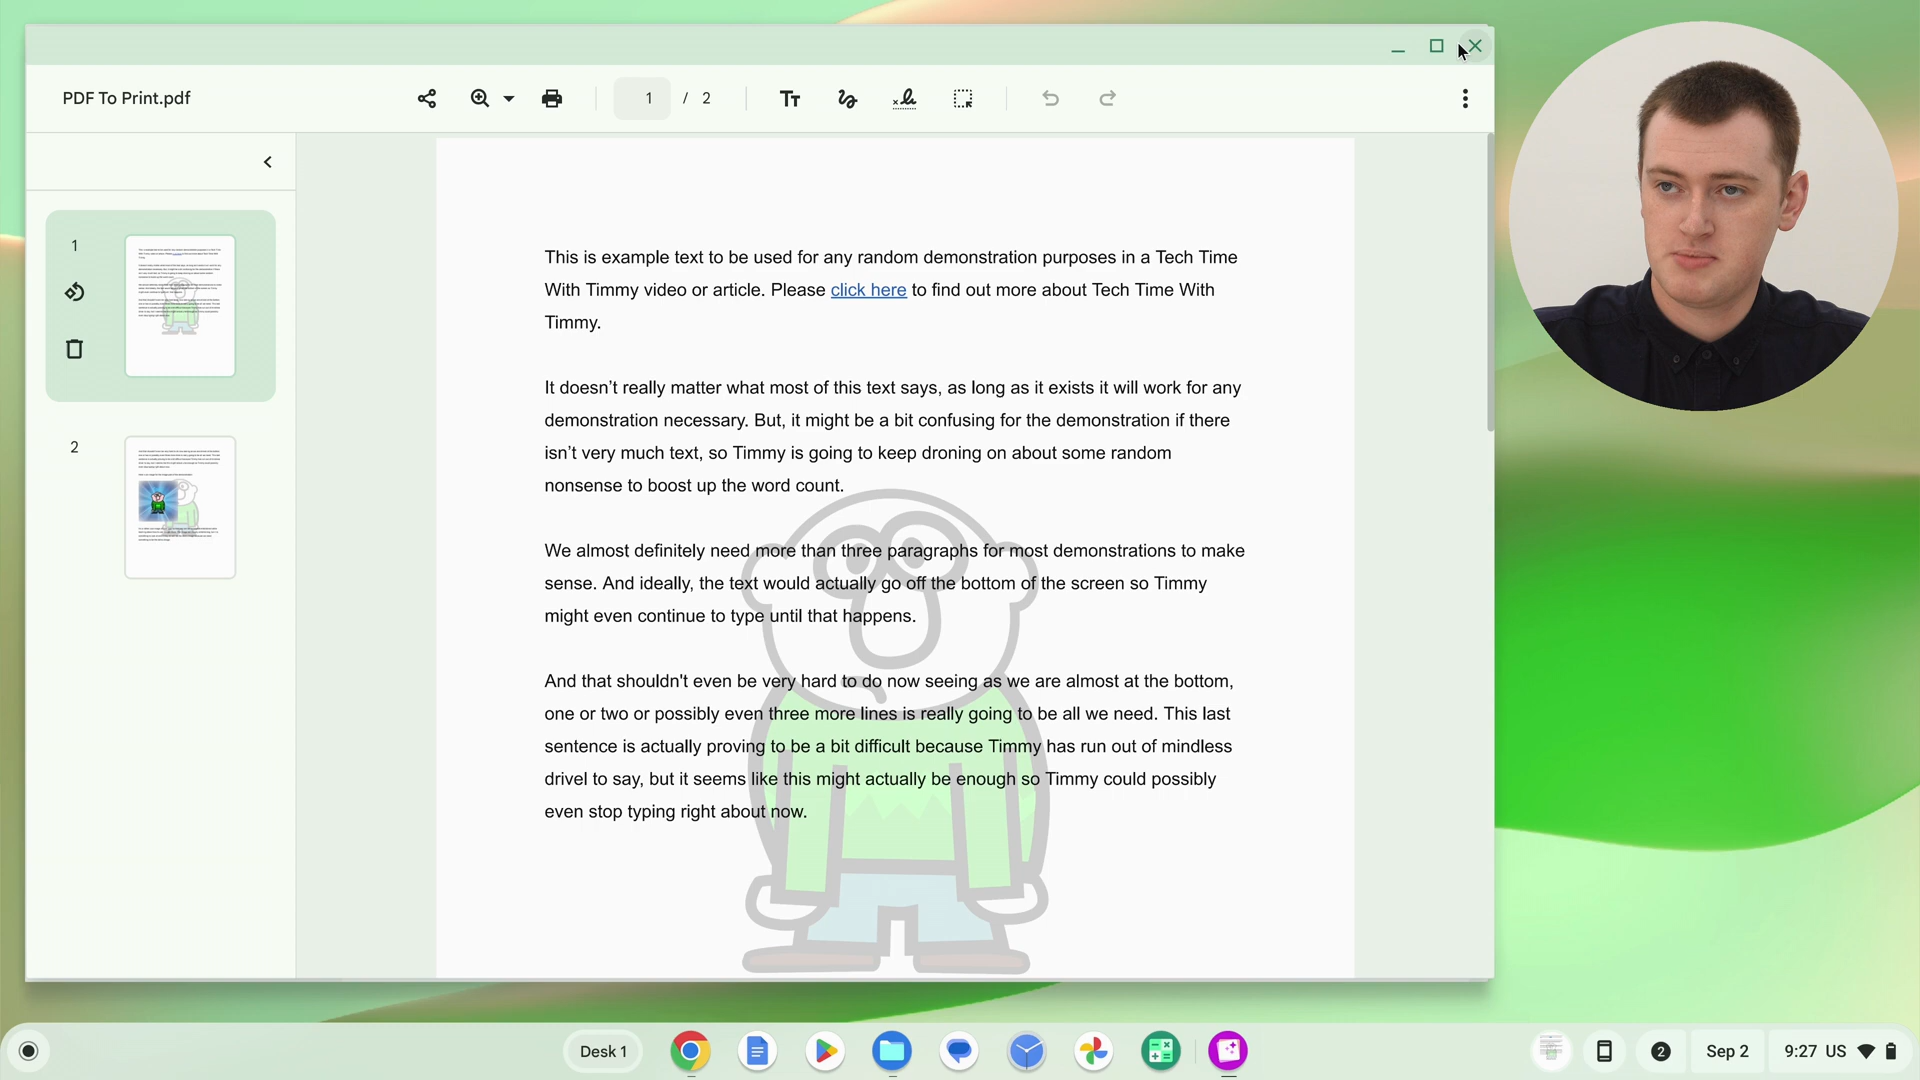 PDF To Print.pdf
1 / 2
1
2
This is example text to be used for any random demonstration purposes in a Tech Time
With Timmy video or article. Please click here to find out more about Tech Time With
Timmy.
It doesn’t really matter what most of this text says, as long as it exists it will work for any
demonstration necessary. But, it might be a bit confusing for the demonstration if there
isn’t very much text, so Timmy is going to keep droning on about some random
nonsense to boost up the word count.
We almost definitely need more than three paragraphs for most demonstrations to make
sense. And ideally, the text would actually go off the bottom of the screen so Timmy
might even continue to type until that happens.
And that shouldn't even be very hard to do now seeing as we are almost at the bottom,
one or two or possibly even three more lines is really going to be all we need. This last
sentence is actually proving to be a bit difficult because Timmy has run out of mindless
drivel to say, but it seems like this might actually be enough so Timmy could possibly
even stop typing right about now.
Desk 1
2
Sep 2
9:27 US